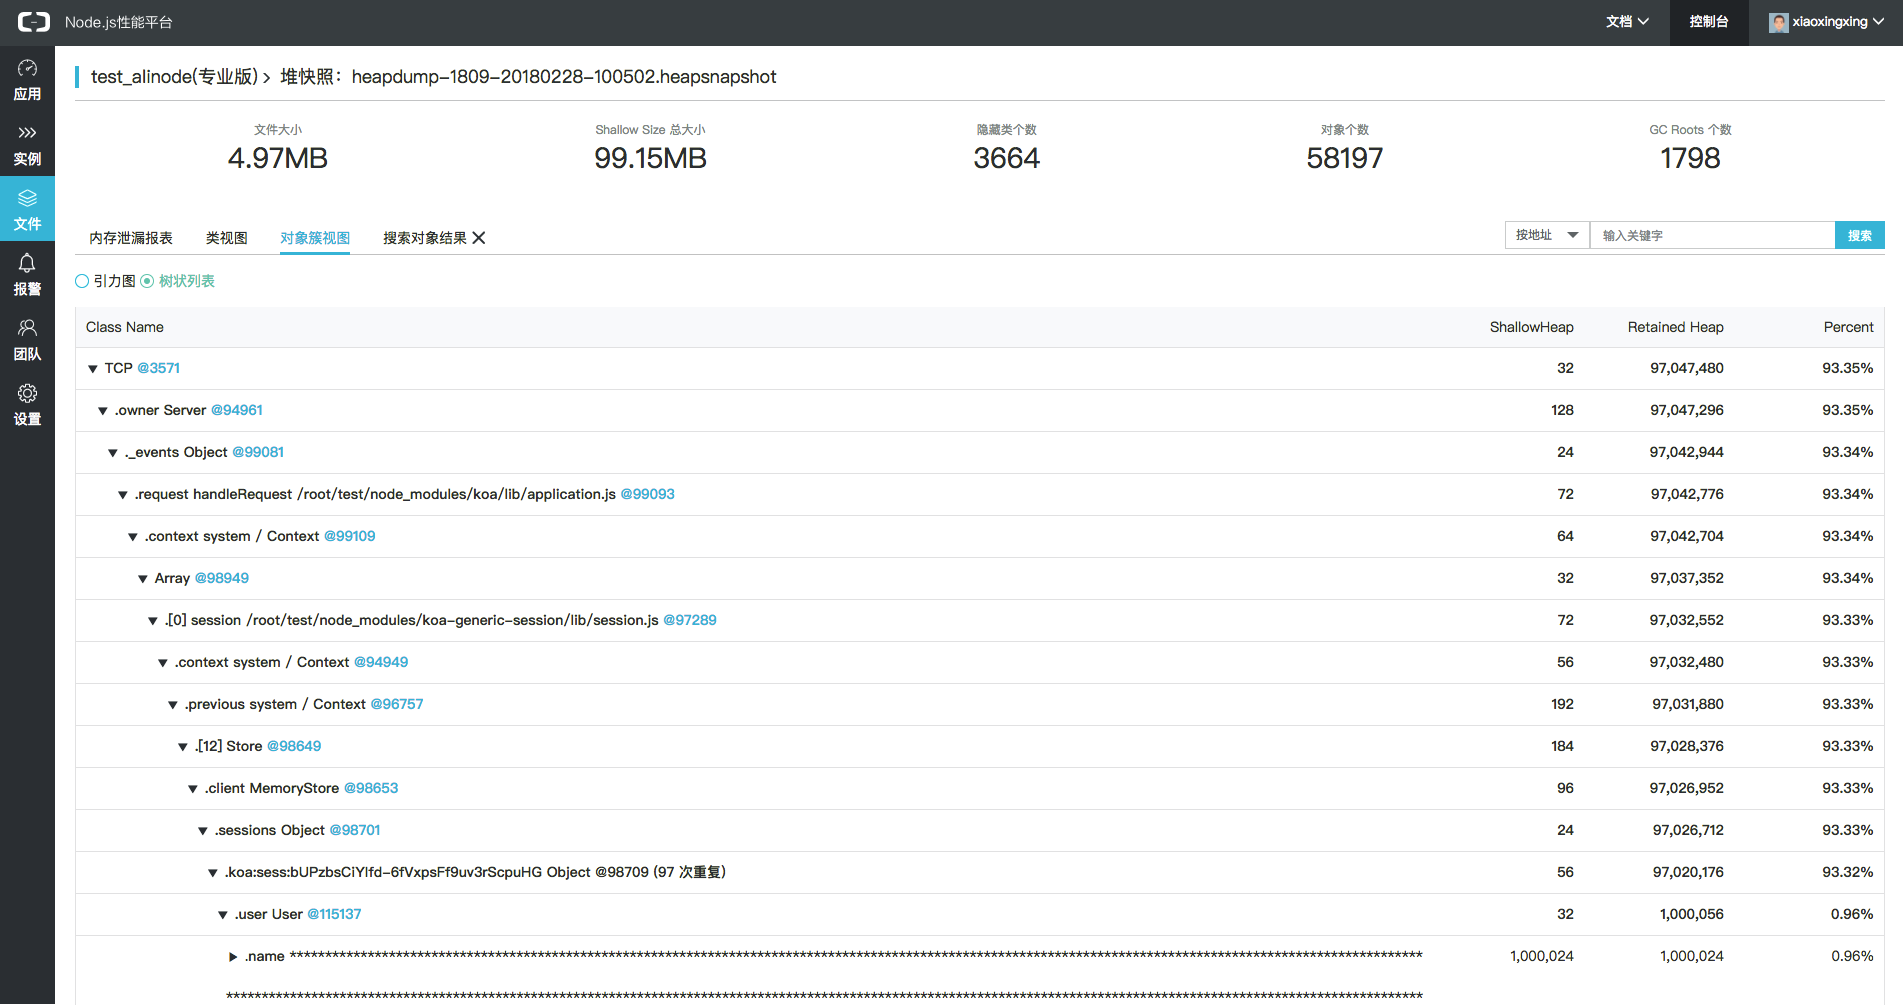 Node.js性能平台 文档 控制台 xiaoxingxing
应用
实例
文件
报警
团队
设置
test_alinode(专业版) > 堆快照：heapdump-1809-20180228-100502.heapsnapshot
文件大小 Shallow Size 总大小 隐藏类个数 对象个数 GC Roots 个数
4.97MB 99.15MB 3664 58197 1798
内存泄漏报表 类视图 对象簇视图 搜索对象结果 按地址 输入关键字 搜索
引力图 树状列表
Class Name ShallowHeap Retained Heap Percent
TCP @3571 32 97,047,480 93.35%
.owner Server @94961 128 97,047,296 93.35%
._events Object @99081 24 97,042,944 93.34%
.request handleRequest /root/test/node_modules/koa/lib/application.js @99093 72 97,042,776 93.34%
.context system / Context @99109 64 97,042,704 93.34%
Array @98949 32 97,037,352 93.34%
.[0] session /root/test/node_modules/koa-generic-session/lib/session.js @97289 72 97,032,552 93.33%
.context system / Context @94949 56 97,032,480 93.33%
.previous system / Context @96757 192 97,031,880 93.33%
.[12] Store @98649 184 97,028,376 93.33%
.client MemoryStore @98653 96 97,026,952 93.33%
.sessions Object @98701 24 97,026,712 93.33%
.koa:sess:bUPzbsCiYlfd-6fVxpsFf9uv3rScpuHG Object @98709 (97 次重复) 56 97,020,176 93.32%
.user User @115137 32 1,000,056 0.96%
.name 1,000,024 1,000,024 0.96%